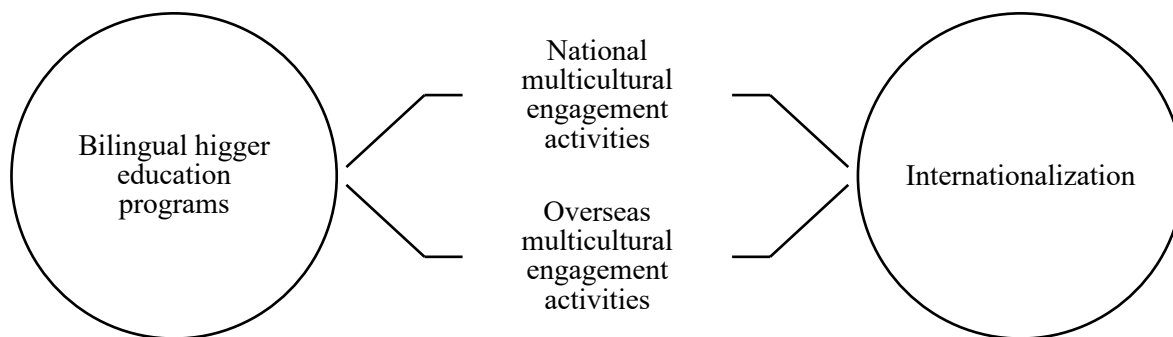 Bilingual higger
education
programs
National
multicultural
engagement
activities
Overseas
multicultural
engagement
activities
Internationalization